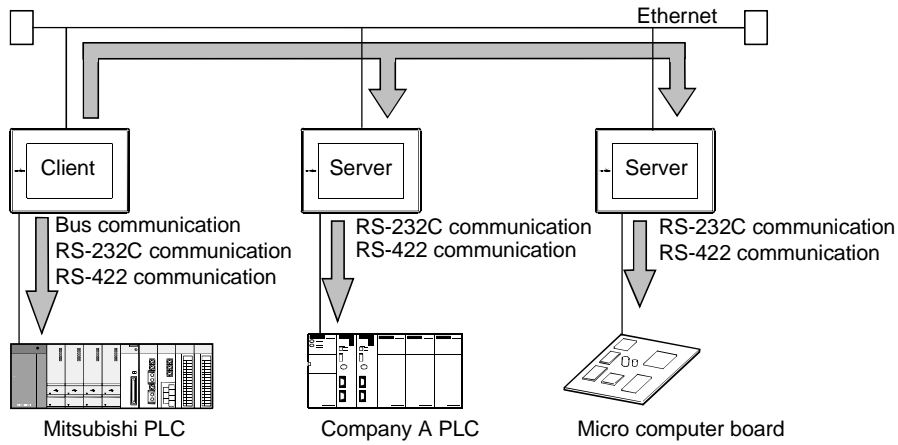 Ethernet
Client
Server
Server
Bus communication
RS-232C communication
RS-422 communication
RS-232C communication
RS-422 communication
RS-232C communication
RS-422 communication
Mitsubishi PLC
Company A PLC
Micro computer board